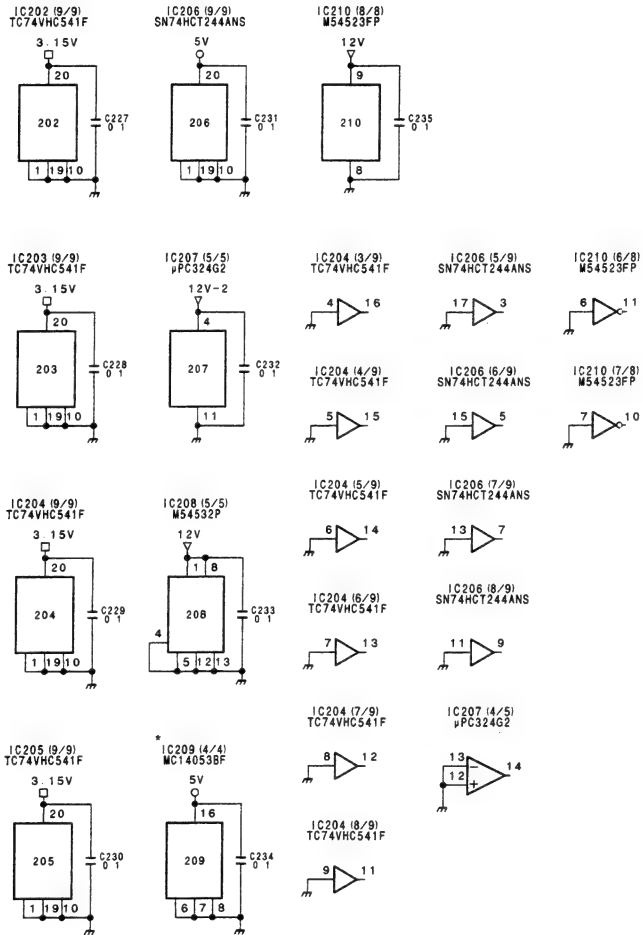 IC202 (9/9)
TC74VHC541F
3.15V
20
202
C227
0 1
1 19 10
IC206 (9/9)
SN74HCT244ANS
5V
20
206
C231
0 1
1 19 10
IC210 (8/8)
M54523FP
12V
9
210
C235
0 1
8
IC203 (9/9)
TC74VHC541F
3.15V
20
203
C228
0 1
1 19 10
IC207 (5/5)
µPC324G2
12V-2
4
207
C232
0 1
11
IC204 (3/9)
TC74VHC541F
4 16
IC206 (5/9)
SN74HCT244ANS
17 3
IC210 (6/8)
M54523FP
6 11
IC204 (4/9)
TC74VHC541F
5 15
IC206 (6/9)
SN74HCT244ANS
15 5
IC210 (7/8)
M54523FP
7 10
IC204 (9/9)
TC74VHC541F
3.15V
20
204
C229
0 1
1 19 10
IC208 (5/5)
M54532P
12V
1 8
208
4
C233
0 1
5 12 13
IC204 (5/9)
TC74VHC541F
6 14
IC206 (7/9)
SN74HCT244ANS
13 7
IC204 (6/9)
TC74VHC541F
7 13
IC206 (8/9)
SN74HCT244ANS
11 9
IC204 (7/9)
TC74VHC541F
8 12
IC207 (4/5)
µPC324G2
13 −
12 +
14
IC205 (9/9)
TC74VHC541F
3.15V
20
205
C230
0 1
1 19 10
*
IC209 (4/4)
MC14053BF
5V
16
209
C234
0 1
6 7 8
IC204 (8/9)
TC74VHC541F
9 11